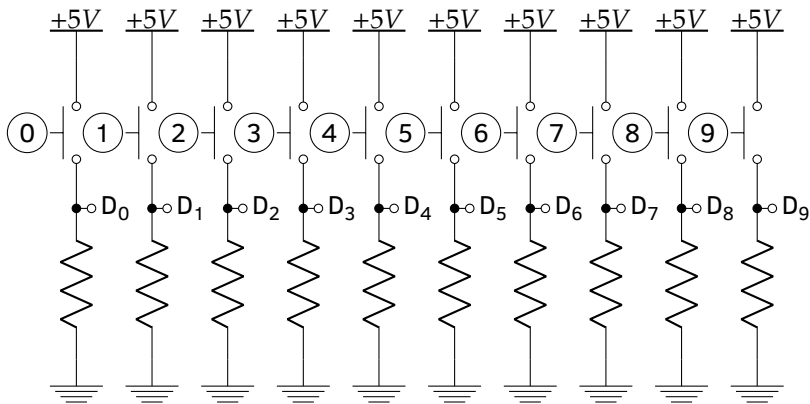 +5V +5V +5V +5V +5V +5V +5V +5V +5V +5V
0 1 2 3 4 5 6 7 8 9
D₀ D₁ D₂ D₃ D₄ D₅ D₆ D₇ D₈ D₉